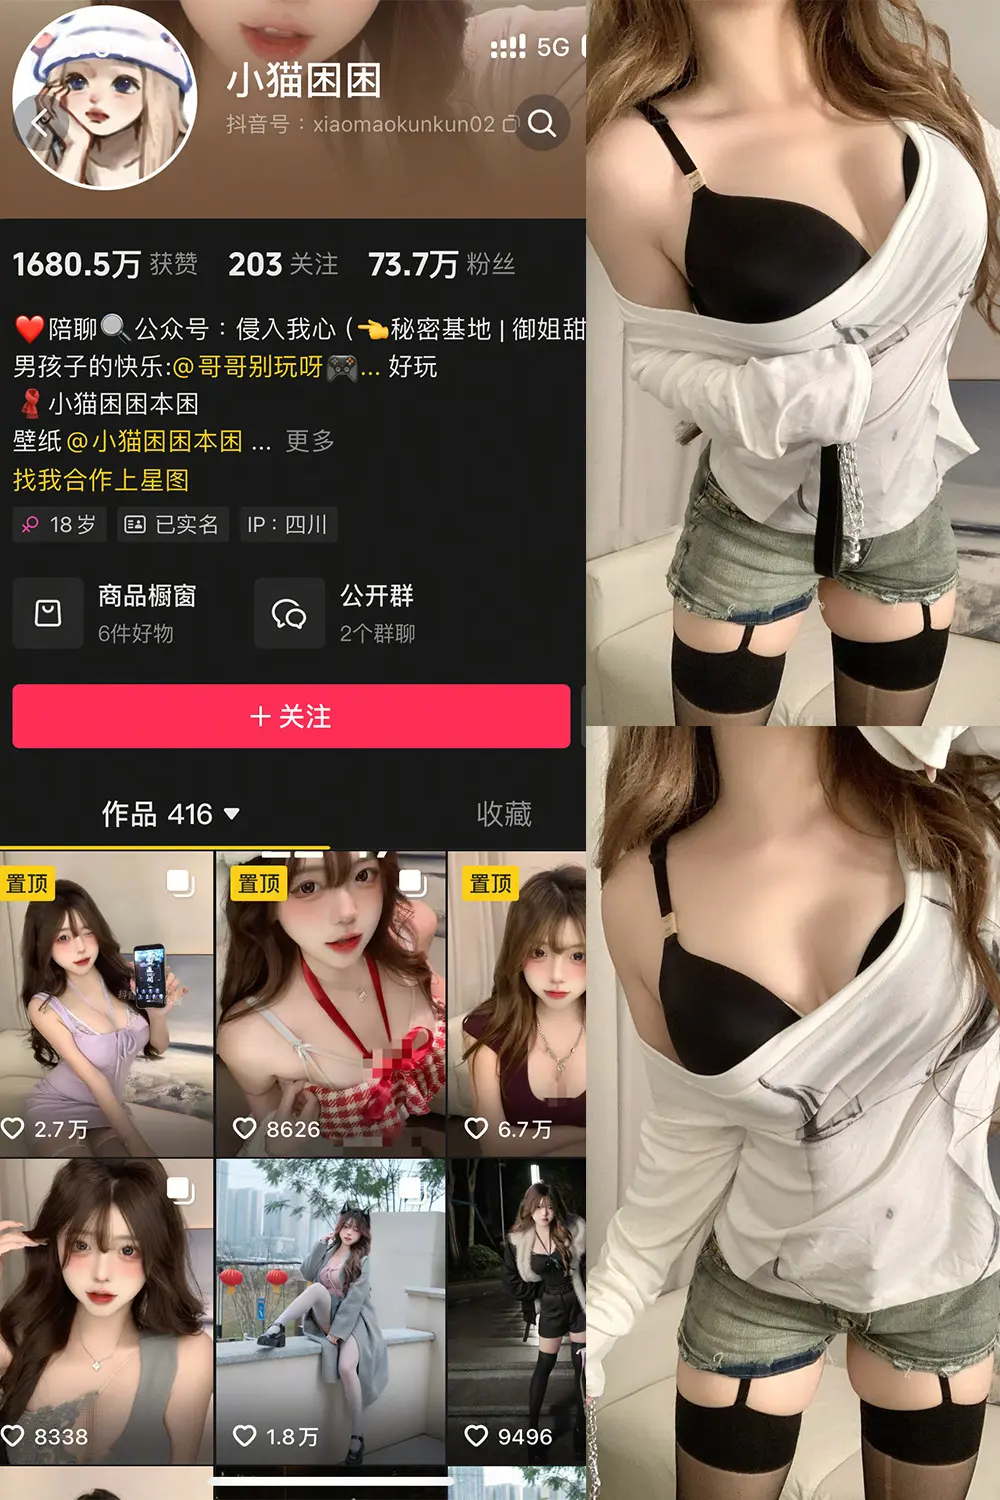 5G
小猫困困
抖音号：xiaomaokunkun02
1680.5万 获赞 203 关注 73.7万 粉丝
❤️陪聊🔍公众号：侵入我心（👈秘密基地 | 御姐甜
男孩子的快乐:@哥哥别玩呀🎮... 好玩
🧣小猫困困本困
壁纸@小猫困困本困 ... 更多
找我合作上星图
18岁 已实名 IP：四川
商品橱窗 公开群
6件好物 2个群聊
+ 关注
作品 416 收藏
置顶 置顶 置顶
2.7万 8626 6.7万
8338 1.8万 9496